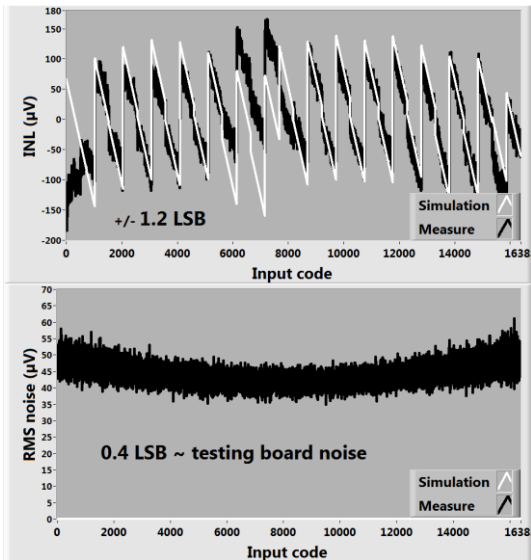 180
150
100
50
0
-50
-100
-150
-200
INL (µV)
+/- 1.2 LSB
Simulation
Measure
0 2000 4000 6000 8000 10000 12000 14000 1638
Input code
70
65
60
55
50
45
40
35
30
25
20
15
10
5
0
RMS noise (µV)
0.4 LSB ~ testing board noise
Simulation
Measure
0 2000 4000 6000 8000 10000 12000 14000 1638
Input code